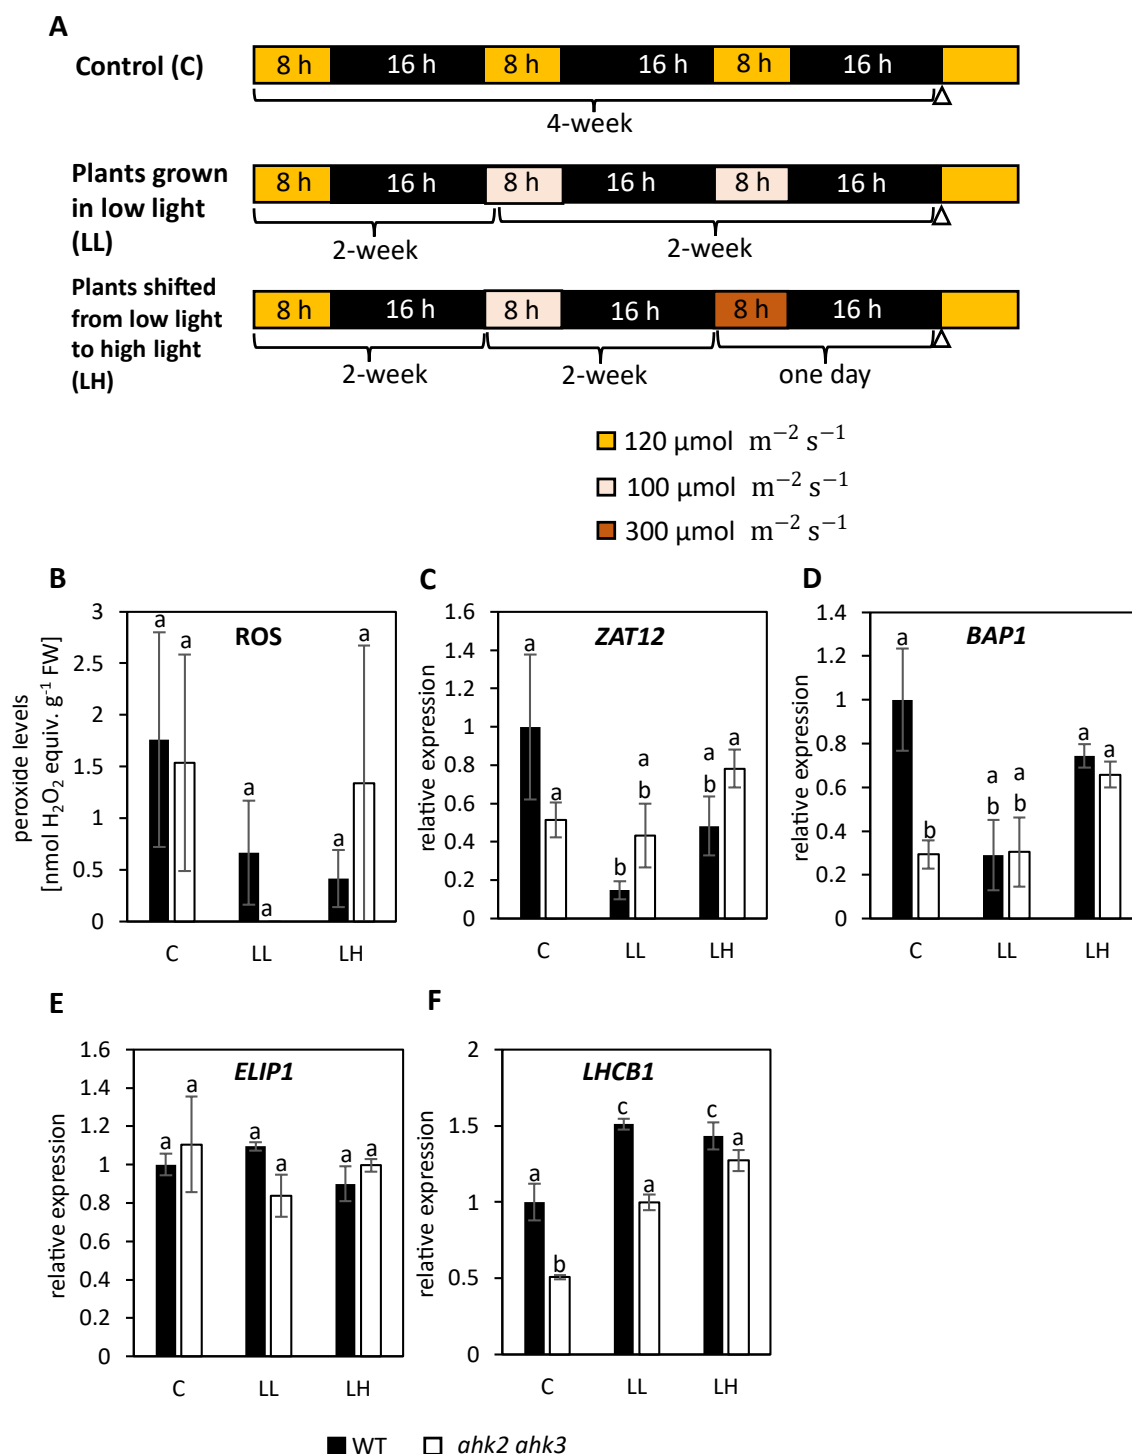 A
Control (C)
8 h 16 h 8 h 16 h 8 h 16 h
4-week
Plants grown
in low light
(LL)
8 h 16 h 8 h 16 h 8 h 16 h
2-week 2-week
Plants shifted
from low light
to high light
(LH)
8 h 16 h 8 h 16 h 8 h 16 h
2-week 2-week one day
120 µmol m⁻² s⁻¹
100 µmol m⁻² s⁻¹
300 µmol m⁻² s⁻¹
B
ROS
peroxide levels
[nmol H₂O₂ equiv. g⁻¹ FW]
3
2.5
2
1.5
1
0.5
0
a a a a a a
C LL LH
C
ZAT12
relative expression
1.6
1.4
1.2
1
0.8
0.6
0.4
0.2
0
a a b a b a b a
C LL LH
D
BAP1
relative expression
1.4
1.2
1
0.8
0.6
0.4
0.2
0
a b a b a b a a
C LL LH
E
ELIP1
relative expression
1.6
1.4
1.2
1
0.8
0.6
0.4
0.2
0
a a a a a a
C LL LH
F
LHCB1
relative expression
2
1.5
1
0.5
0
a b c a c a
C LL LH
WT ahk2 ahk3